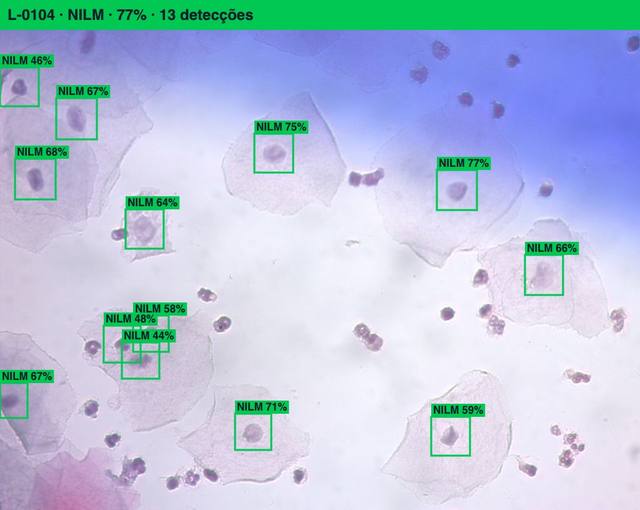 L-0104 · NILM · 77% · 13 detecções
NILM 46%
NILM 67%
NILM 68%
NILM 75%
NILM 77%
NILM 64%
NILM 66%
NILM 58%
NILM 48%
NILM 44%
NILM 67%
NILM 71%
NILM 59%